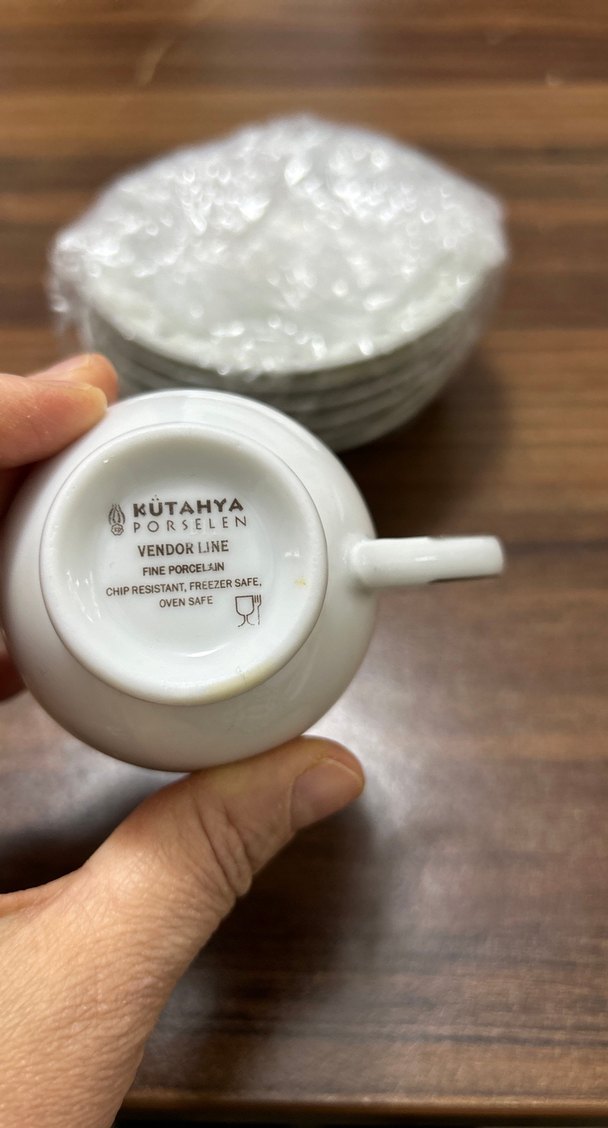 KÜTAHYA
PORSELEN
VENDOR LINE
FINE PORCELAIN
CHIP RESISTANT, FREEZER SAFE,
OVEN SAFE